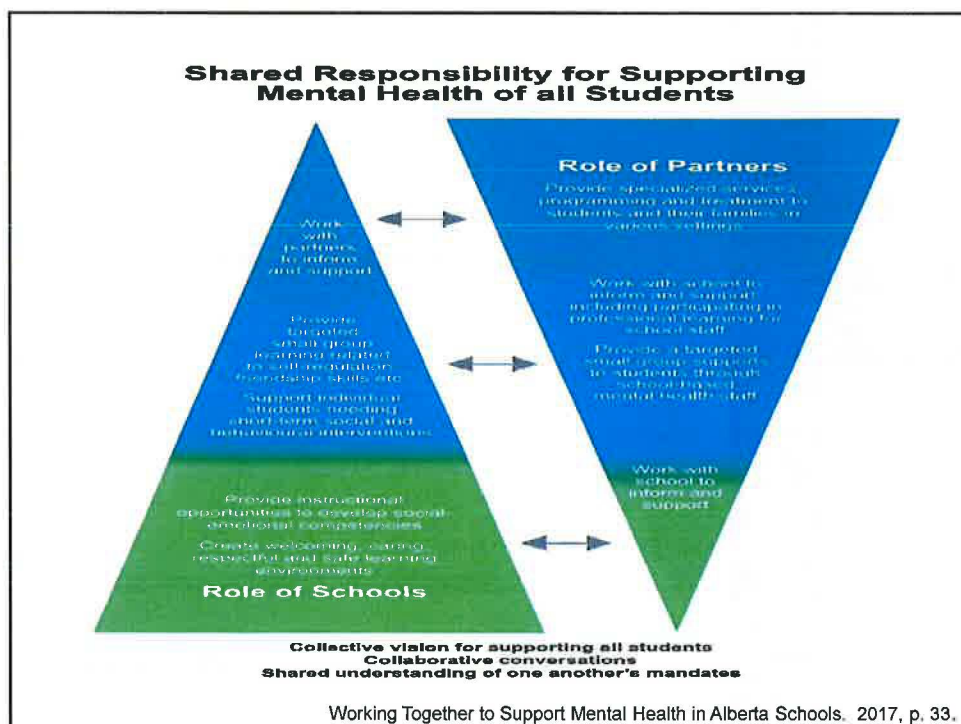 Shared Responsibility for Supporting
Mental Health of all Students
Work
with
partners
to inform
and support
Provide
targeted
small group
learning related
to self-regulation
friendship skills etc
Support individual
students needing
short-term, social and
behavioural interventions
Provide instructional
opportunities to develop social-
emotional competencies
Create welcoming, caring
respectful and safe learning
environments
Role of Schools
Role of Partners
Provide specialized services,
programming and treatment to
students and their families in
various settings
Work with school to
inform and support
including participating in
professional learning for
school staff
Provide a targeted
small group supports
to students through
school-based
mental health staff
Work with
school to
inform and
support
Collective vision for supporting all students
Collaborative conversations
Shared understanding of one another's mandates
Working Together to Support Mental Health in Alberta Schools. 2017, p. 33.